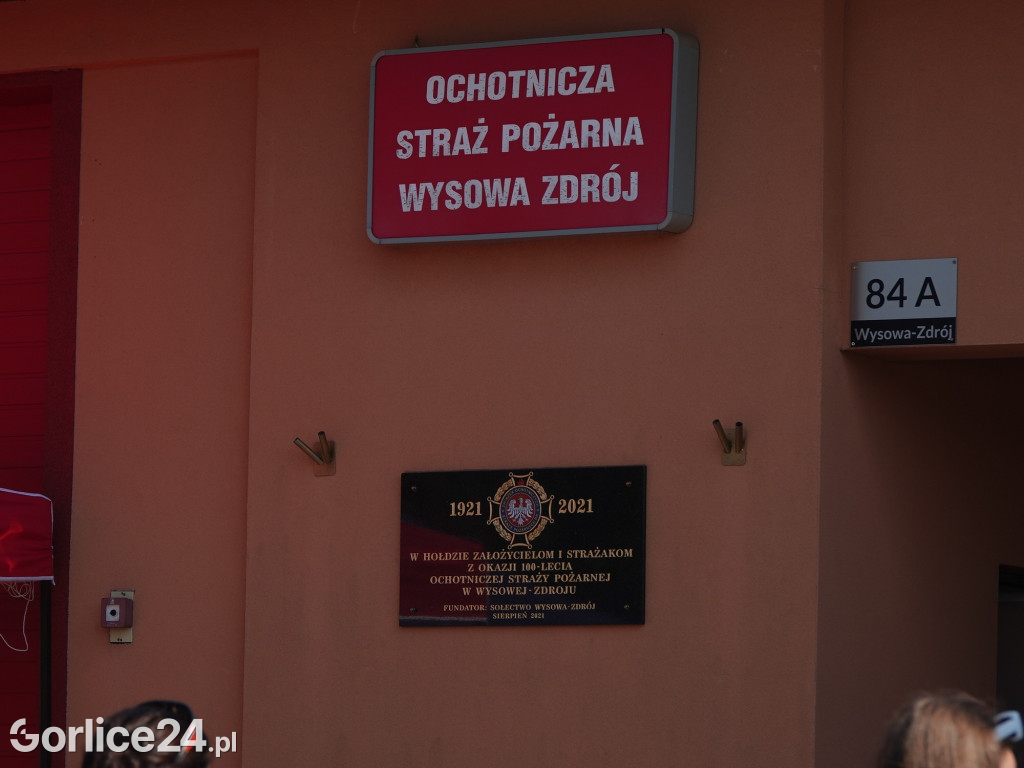 OCHOTNICZA
STRAŻ POŻARNA
WYSOWA ZDRÓJ
84 A
Wysowa-Zdrój
1921 2021
W HOŁDZIE ZAŁOŻYCIELOM I STRAŻAKOM
Z OKAZJI 100-LECIA
OCHOTNICZEJ STRAŻY POŻARNEJ
W WYSOWEJ-ZDROJU
FUNDATOR: SOŁECTWO WYSOWA-ZDRÓJ
SIERPIEŃ 2021
Gorlice24.pl